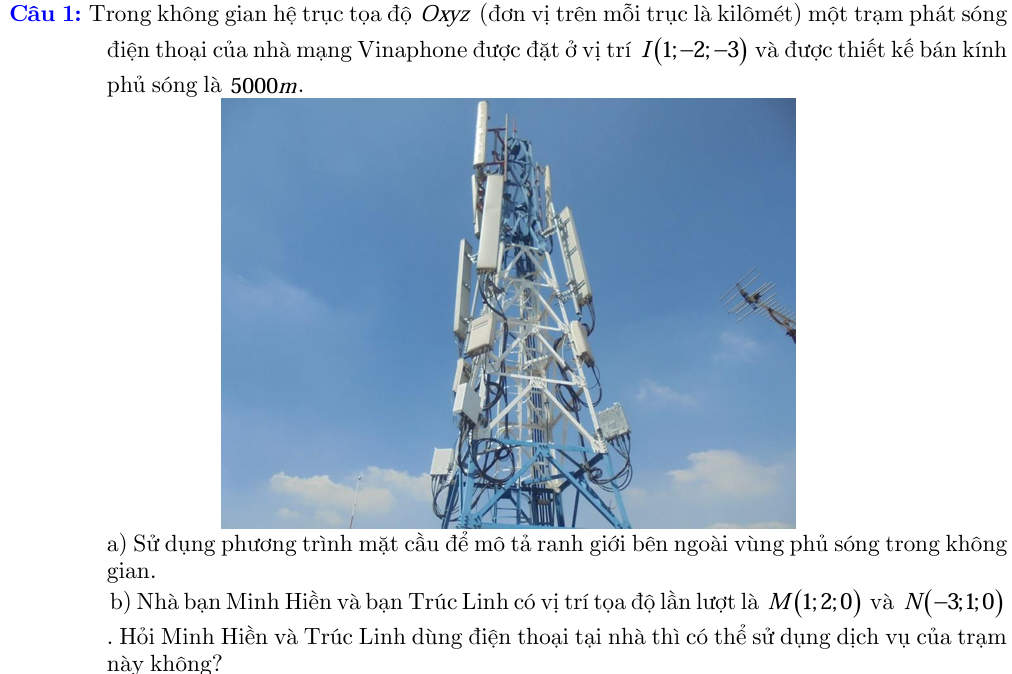 Câu 1: Trong không gian hệ trục tọa độ Oxyz (đơn vị trên mỗi trục là kilômét) một trạm phát sóng
điện thoại của nhà mạng Vinaphone được đặt ở vị trí I(1;−2;−3) và được thiết kế bán kính
phủ sóng là 5000m.
a) Sử dụng phương trình mặt cầu để mô tả ranh giới bên ngoài vùng phủ sóng trong không
gian.
b) Nhà bạn Minh Hiền và bạn Trúc Linh có vị trí tọa độ lần lượt là M(1;2;0) và N(−3;1;0)
. Hỏi Minh Hiền và Trúc Linh dùng điện thoại tại nhà thì có thể sử dụng dịch vụ của trạm
này không?